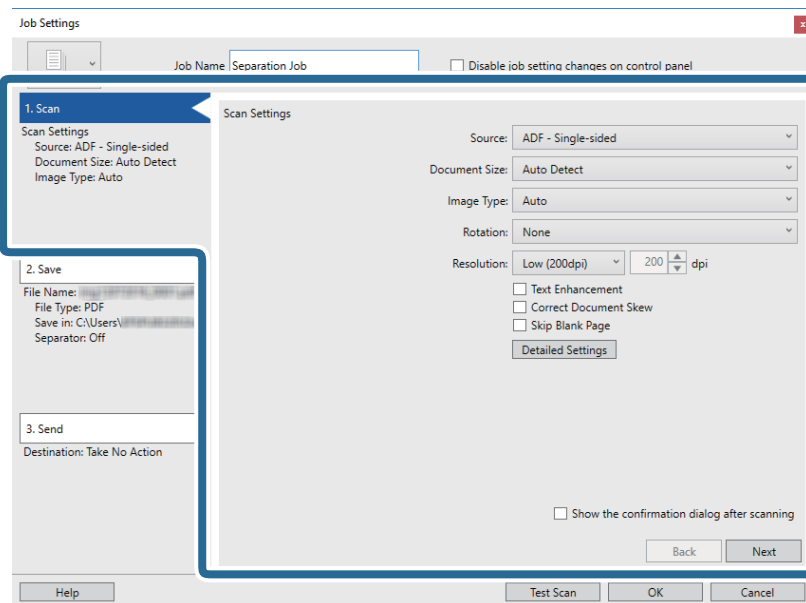 Job Settings
x
Job Name Separation Job
Disable job setting changes on control panel
1. Scan
Scan Settings
Source: ADF - Single-sided
Document Size: Auto Detect
Image Type: Auto
2. Save
File Name:
File Type: PDF
Save in: C:\Users\
Separator: Off
3. Send
Destination: Take No Action
Scan Settings
Source: ADF - Single-sided
Document Size: Auto Detect
Image Type: Auto
Rotation: None
Resolution: Low (200dpi) 200 dpi
Text Enhancement
Correct Document Skew
Skip Blank Page
Detailed Settings
Show the confirmation dialog after scanning
Back Next
Help Test Scan OK Cancel